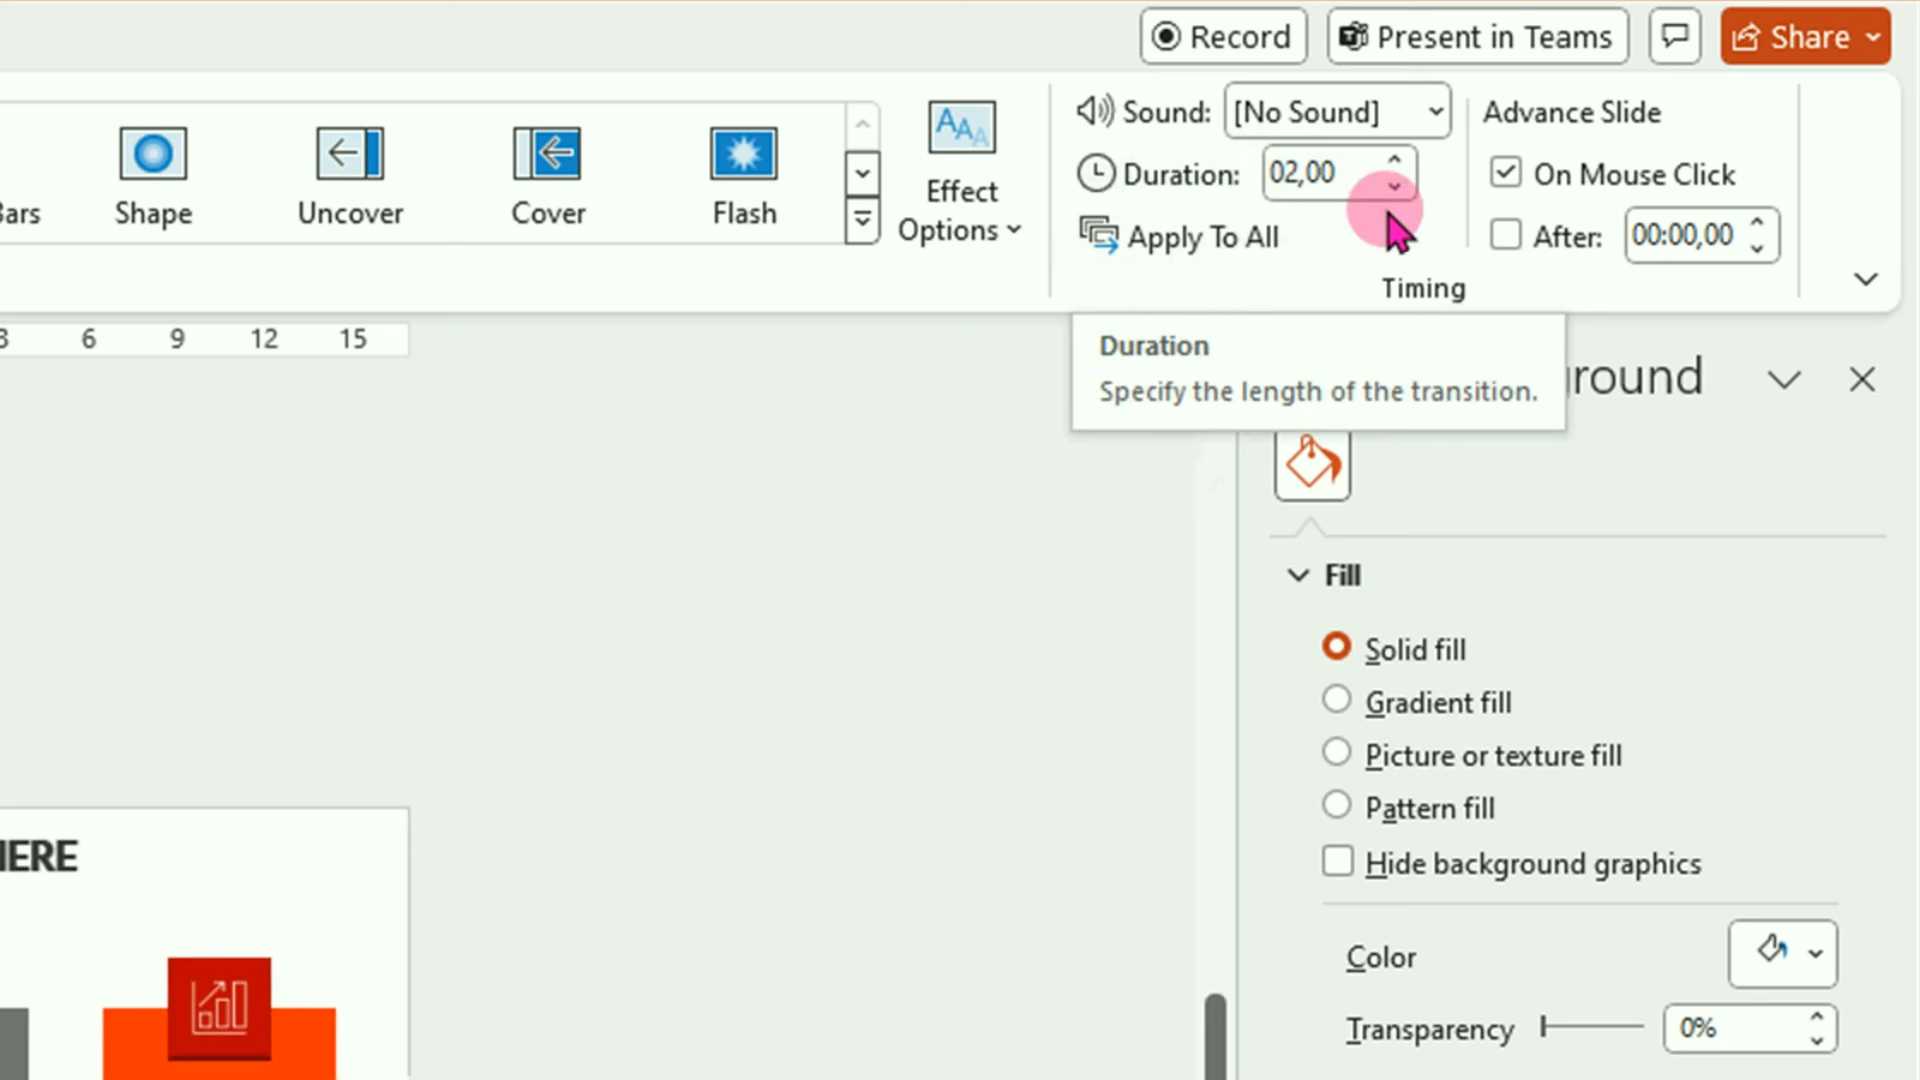 Record
Present in Teams
Share
Bars
Shape
Uncover
Cover
Flash
Effect
Options
Sound: [No Sound]
Duration: 02,00
Apply To All
Advance Slide
On Mouse Click
After: 00:00,00
Timing
3 6 9 12 15
Duration
Specify the length of the transition.
round
Fill
Solid fill
Gradient fill
Picture or texture fill
Pattern fill
Hide background graphics
Color
Transparency 0%
HERE